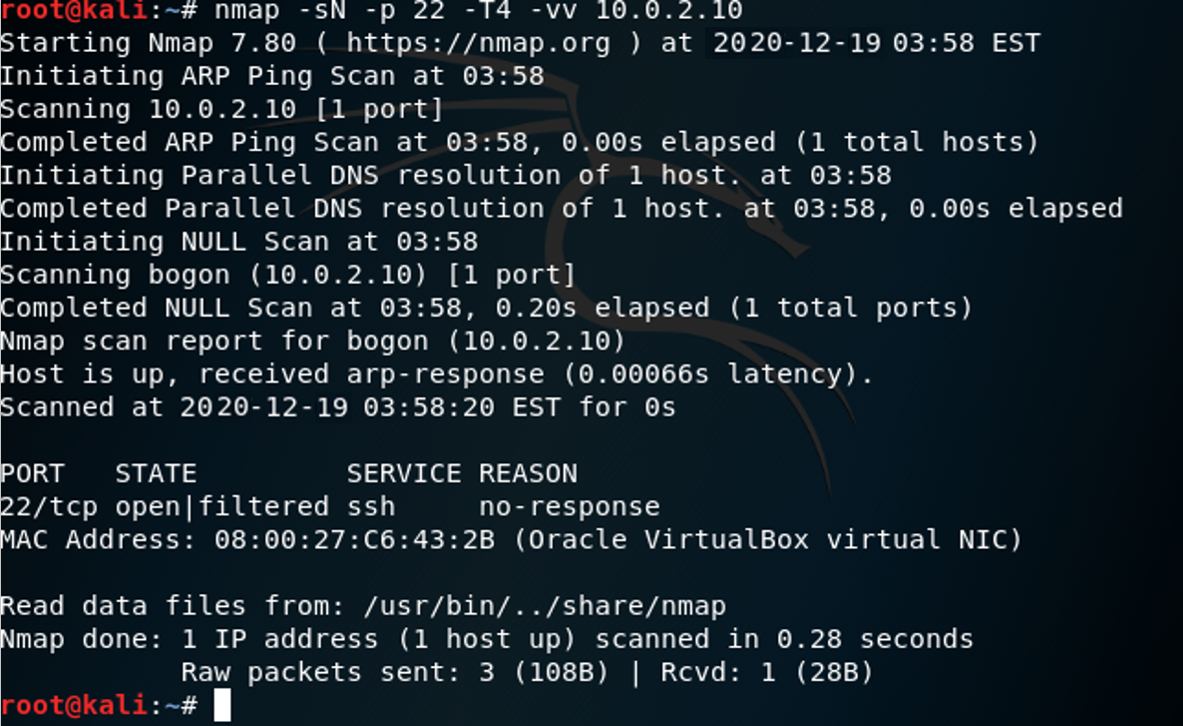 root@kali:~# nmap -sN -p 22 -T4 -vv 10.0.2.10
Starting Nmap 7.80 ( https://nmap.org ) at 2020-12-19 03:58 EST
Initiating ARP Ping Scan at 03:58
Scanning 10.0.2.10 [1 port]
Completed ARP Ping Scan at 03:58, 0.00s elapsed (1 total hosts)
Initiating Parallel DNS resolution of 1 host. at 03:58
Completed Parallel DNS resolution of 1 host. at 03:58, 0.00s elapsed
Initiating NULL Scan at 03:58
Scanning bogon (10.0.2.10) [1 port]
Completed NULL Scan at 03:58, 0.20s elapsed (1 total ports)
Nmap scan report for bogon (10.0.2.10)
Host is up, received arp-response (0.00066s latency).
Scanned at 2020-12-19 03:58:20 EST for 0s
PORT   STATE         SERVICE REASON
22/tcp open|filtered ssh     no-response
MAC Address: 08:00:27:C6:43:2B (Oracle VirtualBox virtual NIC)
Read data files from: /usr/bin/../share/nmap
Nmap done: 1 IP address (1 host up) scanned in 0.28 seconds
           Raw packets sent: 3 (108B) | Rcvd: 1 (28B)
root@kali:~#